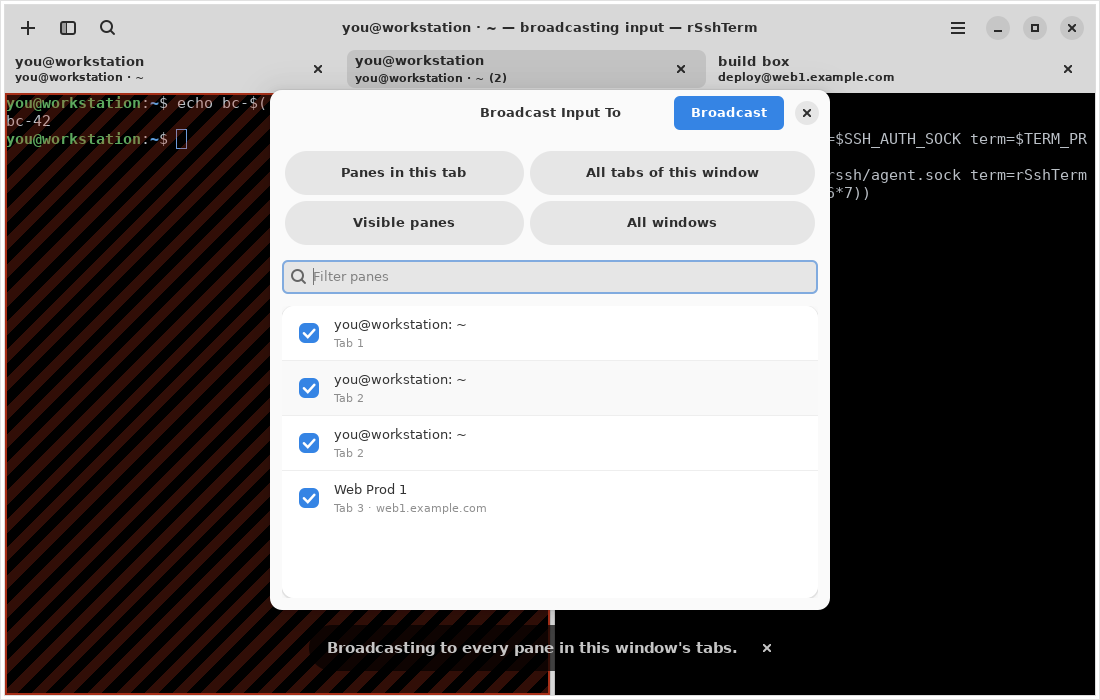 you@workstation · ~ — broadcasting input — rSshTerm
you@workstation
you@workstation · ~
you@workstation
you@workstation · ~ (2)
build box
deploy@web1.example.com
you@workstation:~$ echo bc-$(
bc-42
you@workstation:~$
=$SSH_AUTH_SOCK term=$TERM_PR
rssh/agent.sock term=rSshTerm
*7))
Broadcast Input To
Broadcast
Panes in this tab
All tabs of this window
Visible panes
All windows
Filter panes
you@workstation: ~
Tab 1
you@workstation: ~
Tab 2
you@workstation: ~
Tab 2
Web Prod 1
Tab 3 · web1.example.com
Broadcasting to every pane in this window's tabs.